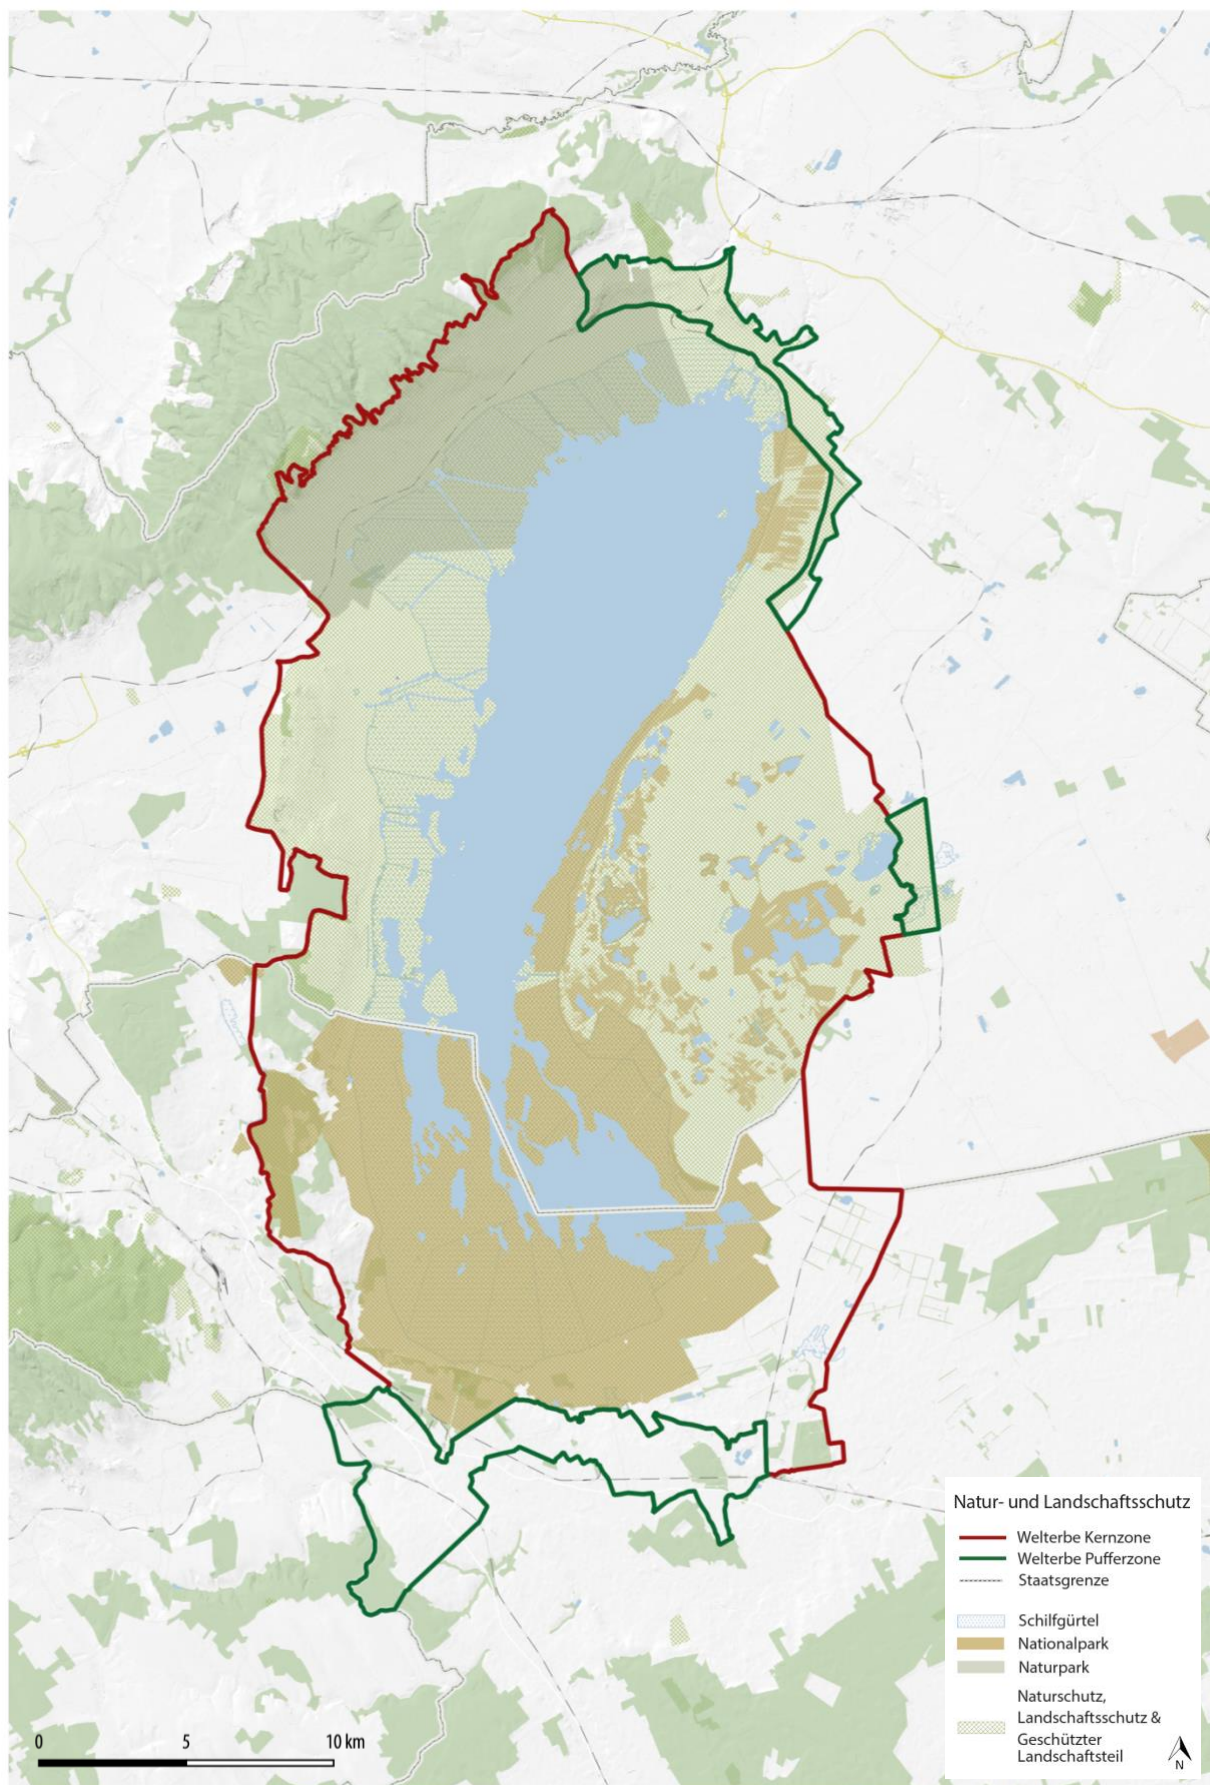 Natur- und Landschaftsschutz
Welterbe Kernzone
Welterbe Pufferzone
Staatsgrenze
Schilfgürtel
Nationalpark
Naturpark
Naturschutz,
Landschaftsschutz &
Geschützter
Landschaftsteil
N
0 5 10 km